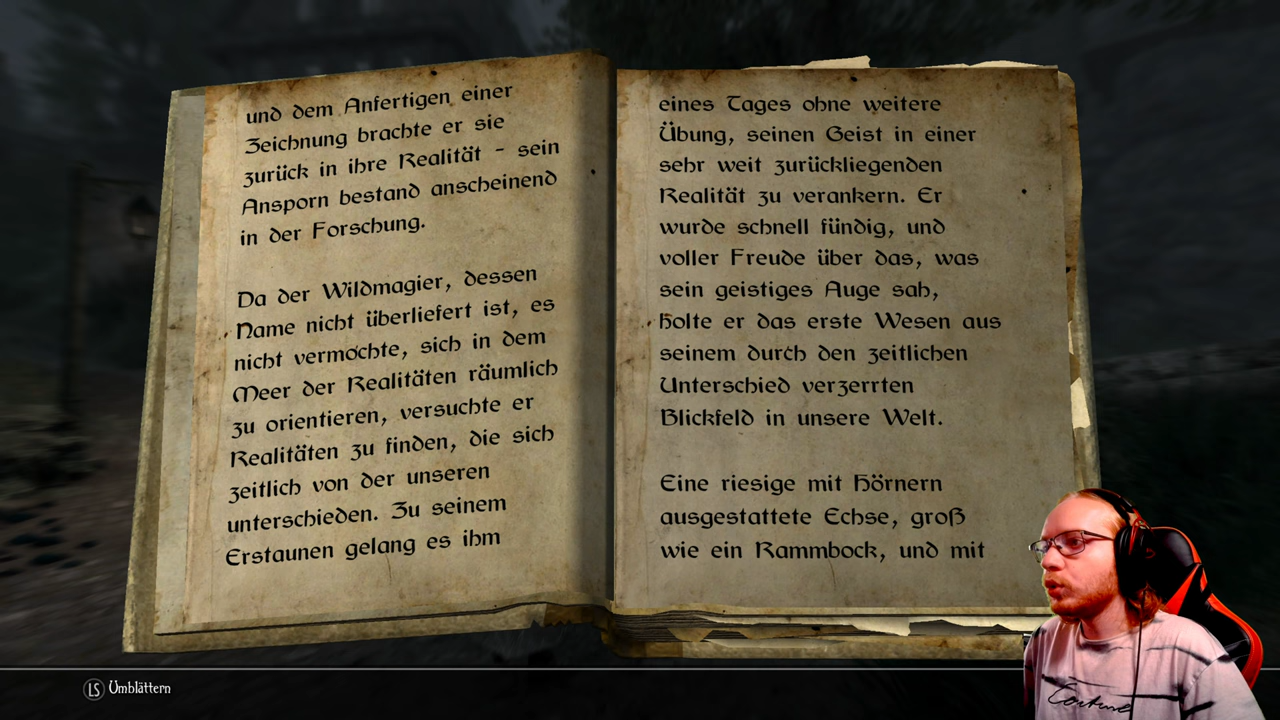 und dem Anfertigen einer
Zeichnung brachte er sie
zurück in ihre Realität - sein
Ansporn bestand anscheinend
in der Forschung.
Da der Wildmagier, dessen
Name nicht überliefert ist, es
nicht vermochte, sich in dem
Meer der Realitäten räumlich
zu orientieren, versuchte er
Realitäten zu finden, die sich
zeitlich von der unseren
unterschieden. Zu seinem
Erstaunen gelang es ihm
eines Tages ohne weitere
Übung, seinen Geist in einer
sehr weit zurückliegenden
Realität zu verankern. Er
wurde schnell fündig, und
voller Freude über das, was
sein geistiges Auge sah,
holte er das erste Wesen aus
seinem durch den zeitlichen
Unterschied verzerrten
Blickfeld in unsere Welt.
Eine riesige mit Hörnern
ausgestattete Echse, groß
wie ein Rammbock, und mit
LS Umblättern